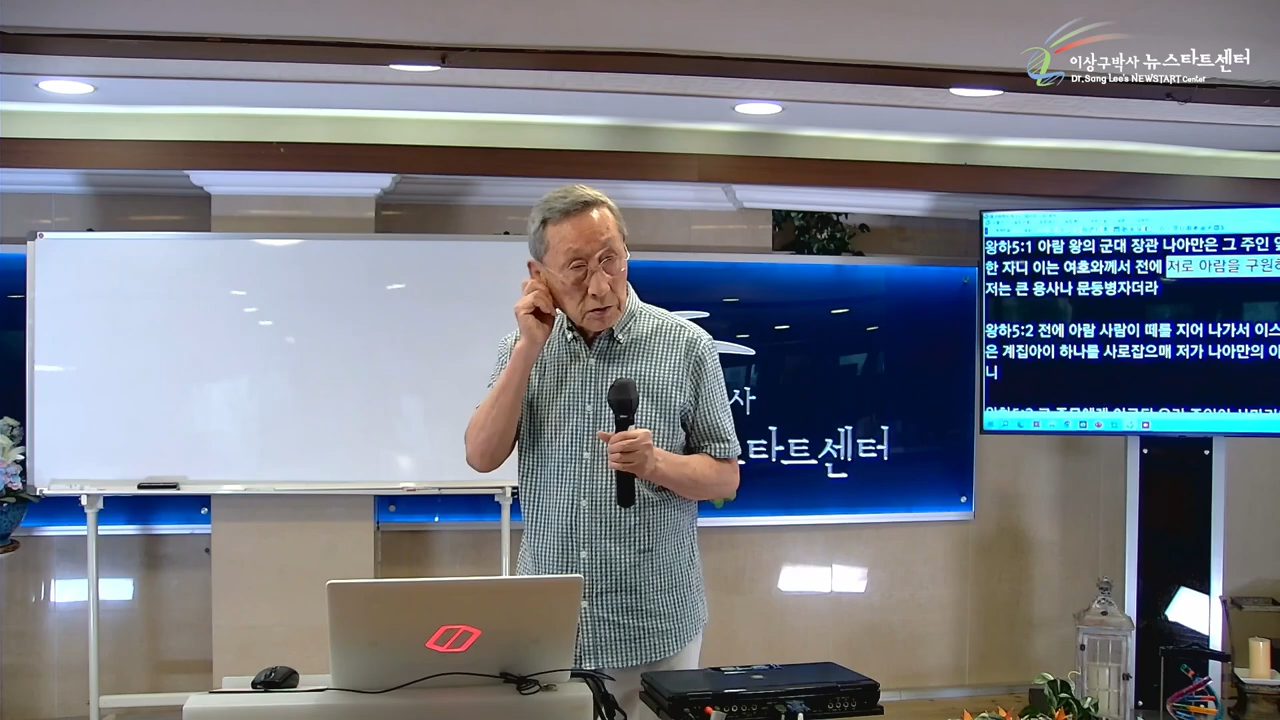 이상구박사 뉴스타트센터
Dr.Sang Lee's NEWSTART Center
왕하5:1 아람 왕의 군대 장관 나아만은 그 주인
한 자디 이는 여호와께서 전에 저로 아람을 구원하
저는 큰 용사나 문둥병자더라
왕하5:2 전에 아람 사람이 떼를 지어 나가서 이스
은 계집아이 하나를 사로잡으매 저가 나아만의 아
니
사
스타트센터